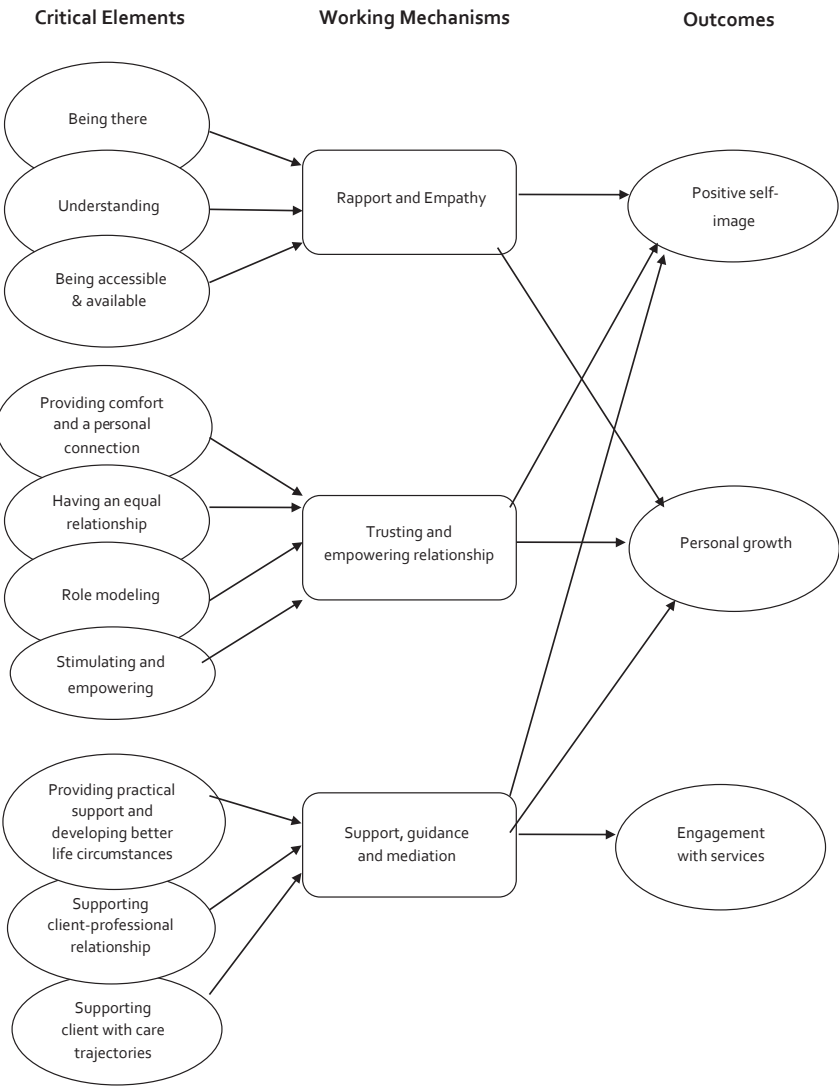 Critical Elements
Working Mechanisms
Outcomes
Being there
Understanding
Being accessible
& available
Rapport and Empathy
Positive self-
image
Providing comfort
and a personal
connection
Having an equal
relationship
Role modeling
Stimulating and
empowering
Trusting and
empowering relationship
Personal growth
Providing practical
support and
developing better
life circumstances
Supporting
client-professional
relationship
Supporting
client with care
trajectories
Support, guidance
and mediation
Engagement
with services